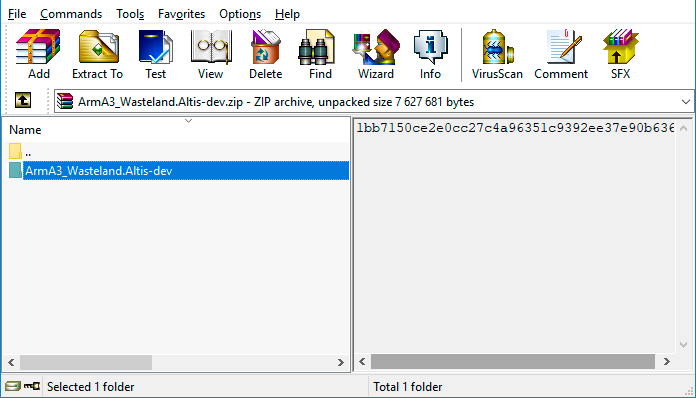 File Commands Tools Favorites Options Help
Add Extract To Test View Delete Find Wizard Info VirusScan Comment SFX
ArmA3_Wasteland.Altis-dev.zip - ZIP archive, unpacked size 7 627 681 bytes
Name
1bb7150ce2e0cc27c4a96351c9392ee37e90b636
..
ArmA3_Wasteland.Altis-dev
Selected 1 folder
Total 1 folder